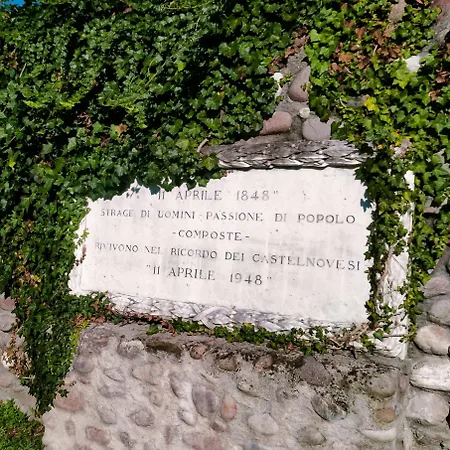 "11 APRILE 1848"
STRAGE DI UOMINI - PASSIONE DI POPOLO
- COMPOSTE -
RIVIVONO NEL RICORDO DEI CASTELNOVESI
"11 APRILE 1948"